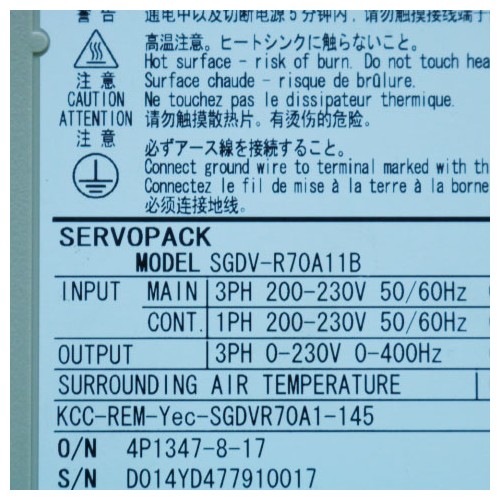 警 告 通电中以及切断电源5分钟内，请勿触摸接线端子
高温注意。ヒートシンクに触らないこと。
Hot surface - risk of burn. Do not touch hea
注 意 Surface chaude - risque de brûlure.
CAUTION Ne touchez pas le dissipateur thermique.
ATTENTION 请勿触摸散热片。有烫伤的危险。
注 意 必ずアース線を接続すること。
Connect ground wire to terminal marked with th
Connectez le fil de mise à la terre à la borne
必须连接地线。
SERVOPACK
MODEL SGDV-R70A11B
INPUT MAIN 3PH 200-230V 50/60Hz
CONT. 1PH 200-230V 50/60Hz
OUTPUT 3PH 0-230V 0-400Hz
SURROUNDING AIR TEMPERATURE
KCC-REM-Yec-SGDVR70A1-145
O/N 4P1347-8-17
S/N D014YD477910017